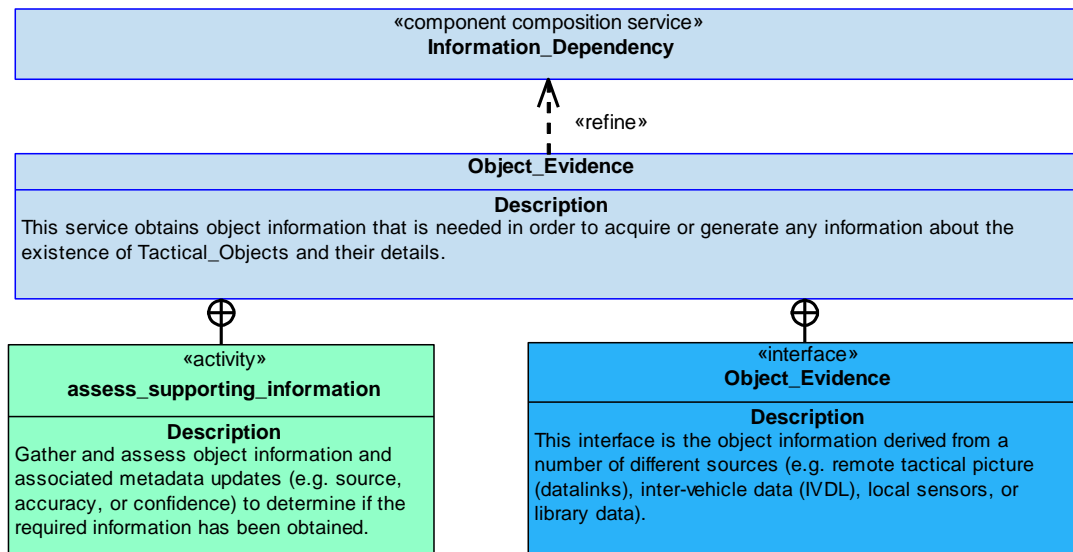 «component composition service»
Information_Dependency
«refine»
Object_Evidence
Description
This service obtains object information that is needed in order to acquire or generate any information about the
existence of Tactical_Objects and their details.
«activity»
assess_supporting_information
Description
Gather and assess object information and
associated metadata updates (e.g. source,
accuracy, or confidence) to determine if the
required information has been obtained.
«interface»
Object_Evidence
Description
This interface is the object information derived from a
number of different sources (e.g. remote tactical picture
(datalinks), inter-vehicle data (IVDL), local sensors, or
library data).